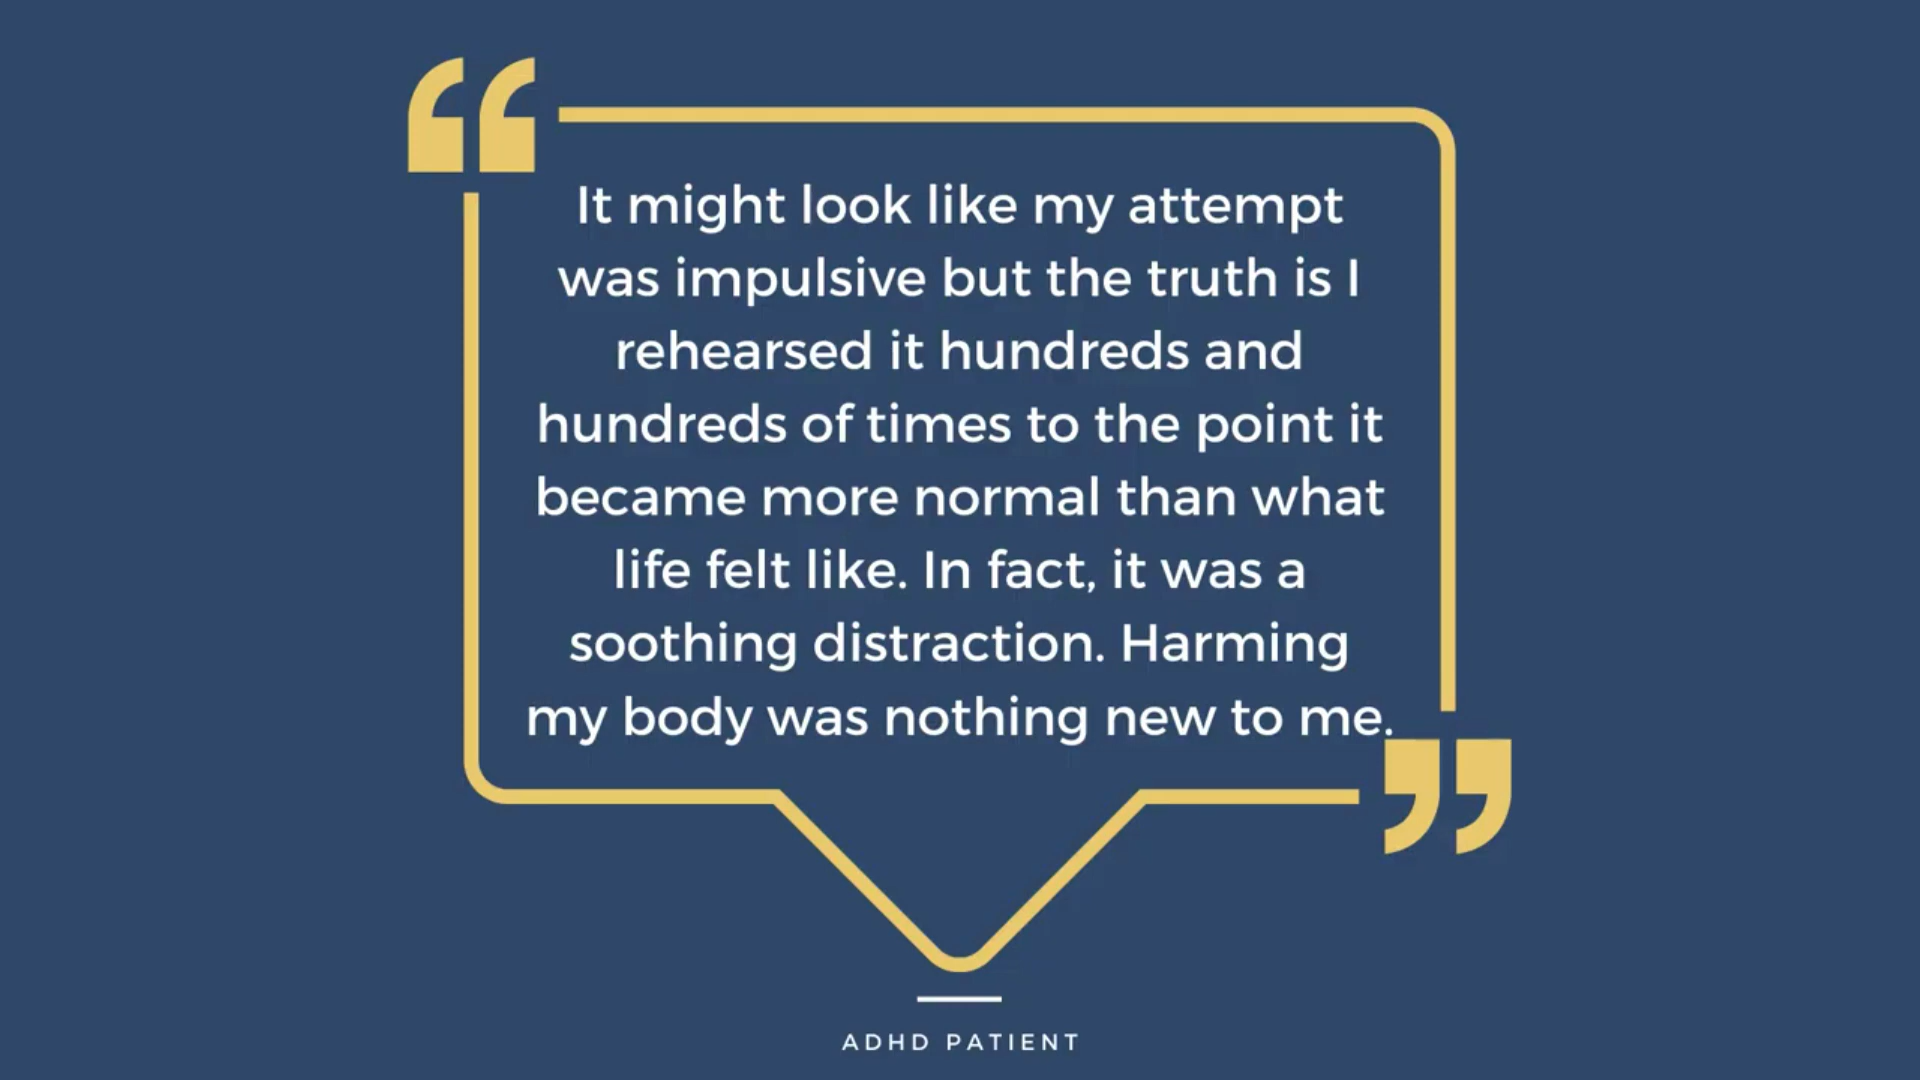 It might look like my attempt
was impulsive but the truth is I
rehearsed it hundreds and
hundreds of times to the point it
became more normal than what
life felt like. In fact, it was a
soothing distraction. Harming
my body was nothing new to me.
ADHD PATIENT